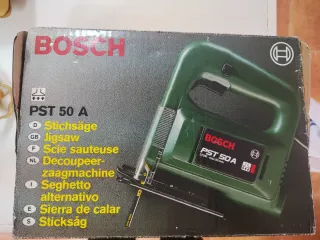 BOSCH
PST 50 A
D Stichsäge
GB Jigsaw
F Scie sauteuse
NL Decoupeer-
zaagmachine
I Seghetto
alternativo
E Sierra de calar
S Sticksåg
BOSCH
PST 50 A